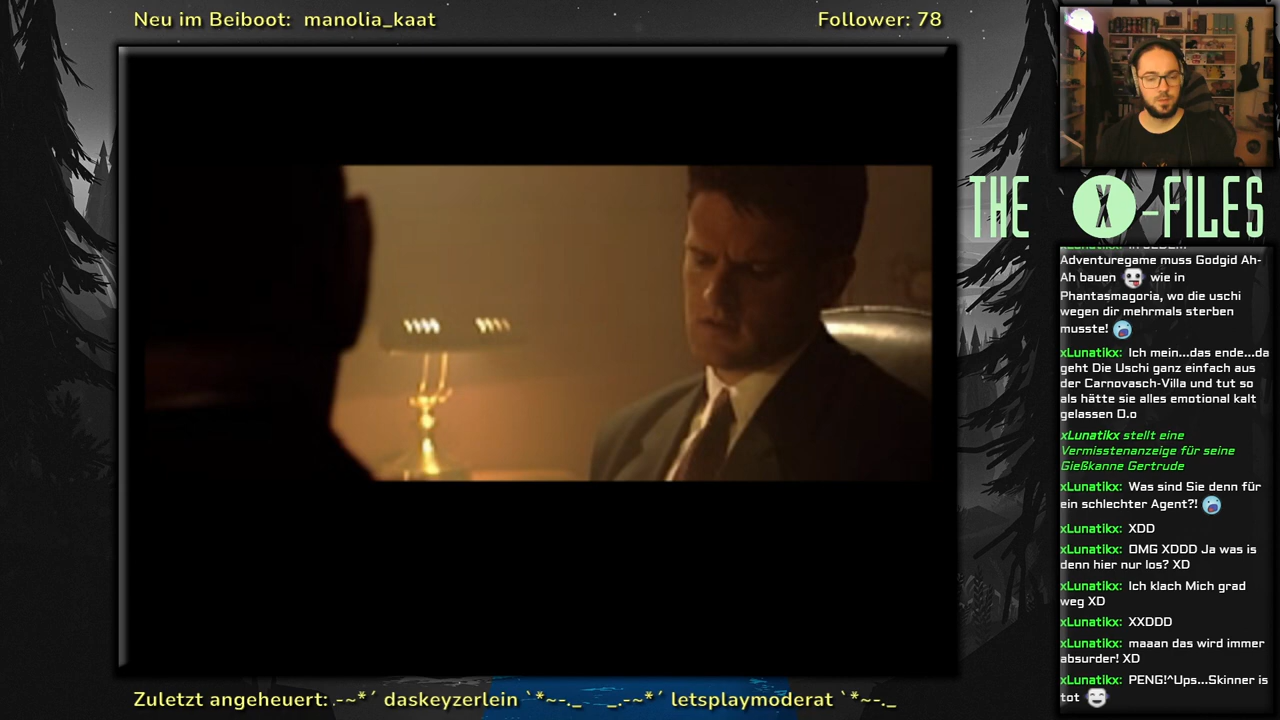 Neu im Beiboot: manolia_kaat
Follower: 78
THE X-FILES
Adventuregame muss Godgid Ah-
Ah bauen wie in
Phantasmagoria, wo die uschi
wegen dir mehrmals sterben
musste!
xLunatikx: Ich mein...das ende...da
geht Die Uschi ganz einfach aus
der Carnovasch-Villa und tut so
als hätte sie alles emotional kalt
gelassen O.o
xLunatikx stellt eine
Vermisstenanzeige für seine
Gießkanne Gertrude
xLunatikx: Was sind Sie denn für
ein schlechter Agent?!
xLunatikx: XDD
xLunatikx: OMG XDDD Ja was is
denn hier nur los? XD
xLunatikx: Ich klach Mich grad
weg XD
xLunatikx: XXDDD
xLunatikx: maaan das wird immer
absurder! XD
xLunatikx: PENG!^Ups...Skinner is
tot
Zuletzt angeheuert: .-~*´ daskeyzerlein `*~-._ _.-~*´ letsplaymoderat `*~-._